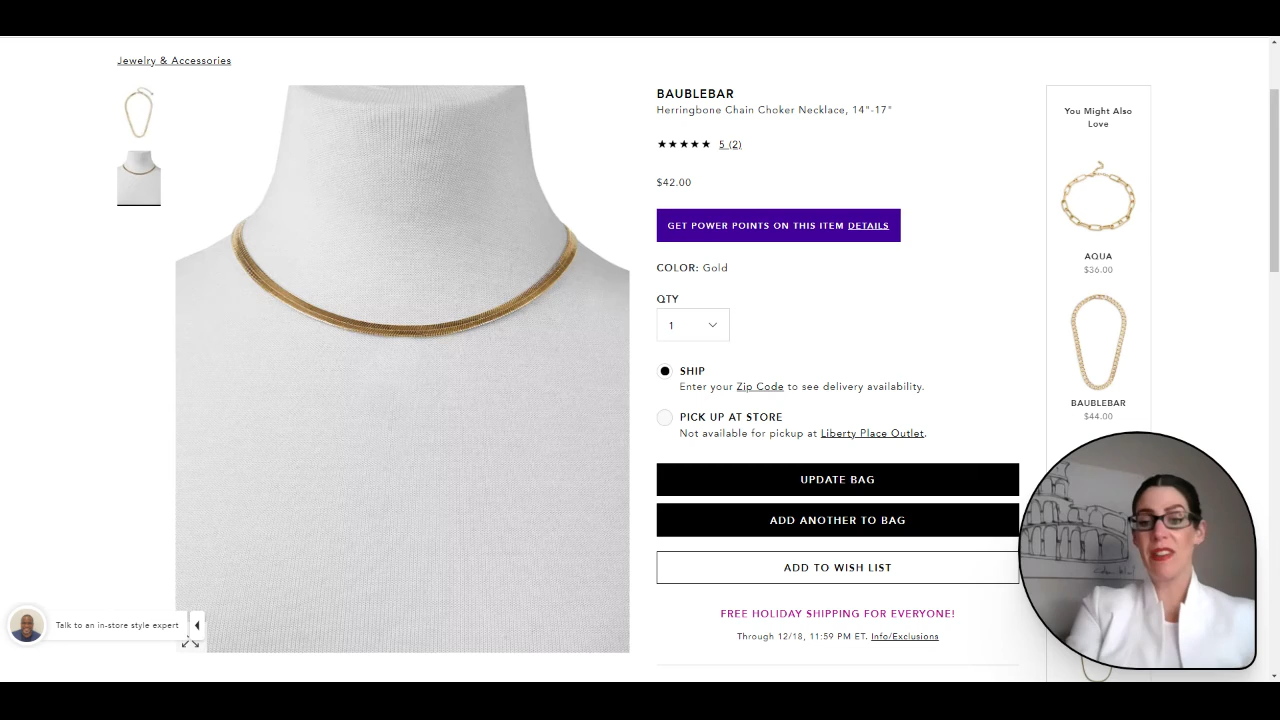 Jewelry & Accessories
BAUBLEBAR
Herringbone Chain Choker Necklace, 14"-17"
★★★★★ 5 (2)
$42.00
GET POWER POINTS ON THIS ITEM DETAILS
COLOR: Gold
QTY
1
SHIP
Enter your Zip Code to see delivery availability.
PICK UP AT STORE
Not available for pickup at Liberty Place Outlet.
UPDATE BAG
ADD ANOTHER TO BAG
ADD TO WISH LIST
FREE HOLIDAY SHIPPING FOR EVERYONE!
Through 12/18, 11:59 PM ET. Info/Exclusions
You Might Also
Love
AQUA
$36.00
BAUBLEBAR
$44.00
Talk to an in-store style expert